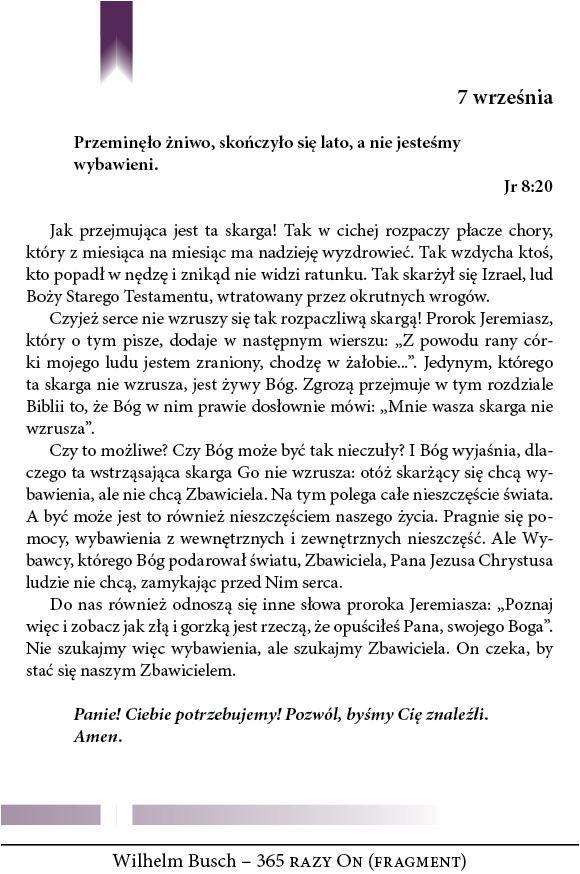 7 września
Przeminęło żniwo, skończyło się lato, a nie jesteśmy
wybawieni.
Jr 8:20
Jak przejmująca jest ta skarga! Tak w cichej rozpaczy płacze chory,
który z miesiąca na miesiąc ma nadzieję wyzdrowieć. Tak wzdycha ktoś,
kto popadł w nędzę i znikąd nie widzi ratunku. Tak skarżył się Izrael, lud
Boży Starego Testamentu, wtratowany przez okrutnych wrogów.
Czyjeż serce nie wzruszy się tak rozpaczliwą skargą! Prorok Jeremiasz,
który o tym pisze, dodaje w następnym wierszu: „Z powodu rany cór-
ki mojego ludu jestem zraniony, chodzę w żałobie...”. Jedynym, którego
ta skarga nie wzrusza, jest żywy Bóg. Zgrozą przejmuje w tym rozdziale
Biblii to, że Bóg w nim prawie dosłownie mówi: „Mnie wasza skarga nie
wzrusza”.
Czy to możliwe? Czy Bóg może być tak nieczuły? I Bóg wyjaśnia, dla-
czego ta wstrząsająca skarga Go nie wzrusza: otóż skarżący się chcą wy-
bawienia, ale nie chcą Zbawiciela. Na tym polega całe nieszczęście świata.
A być może jest to również nieszczęściem naszego życia. Pragnie się po-
mocy, wybawienia z wewnętrznych i zewnętrznych nieszczęść. Ale Wy-
bawcy, którego Bóg podarował światu, Zbawiciela, Pana Jezusa Chrystusa
ludzie nie chcą, zamykając przed Nim serca.
Do nas również odnoszą się inne słowa proroka Jeremiasza: „Poznaj
więc i zobacz jak złą i gorzką jest rzeczą, że opuściłeś Pana, swojego Boga”.
Nie szukajmy więc wybawienia, ale szukajmy Zbawiciela. On czeka, by
stać się naszym Zbawicielem.
Panie! Ciebie potrzebujemy! Pozwól, byśmy Cię znaleźli.
Amen.
Wilhelm Busch – 365 razy On (fragment)